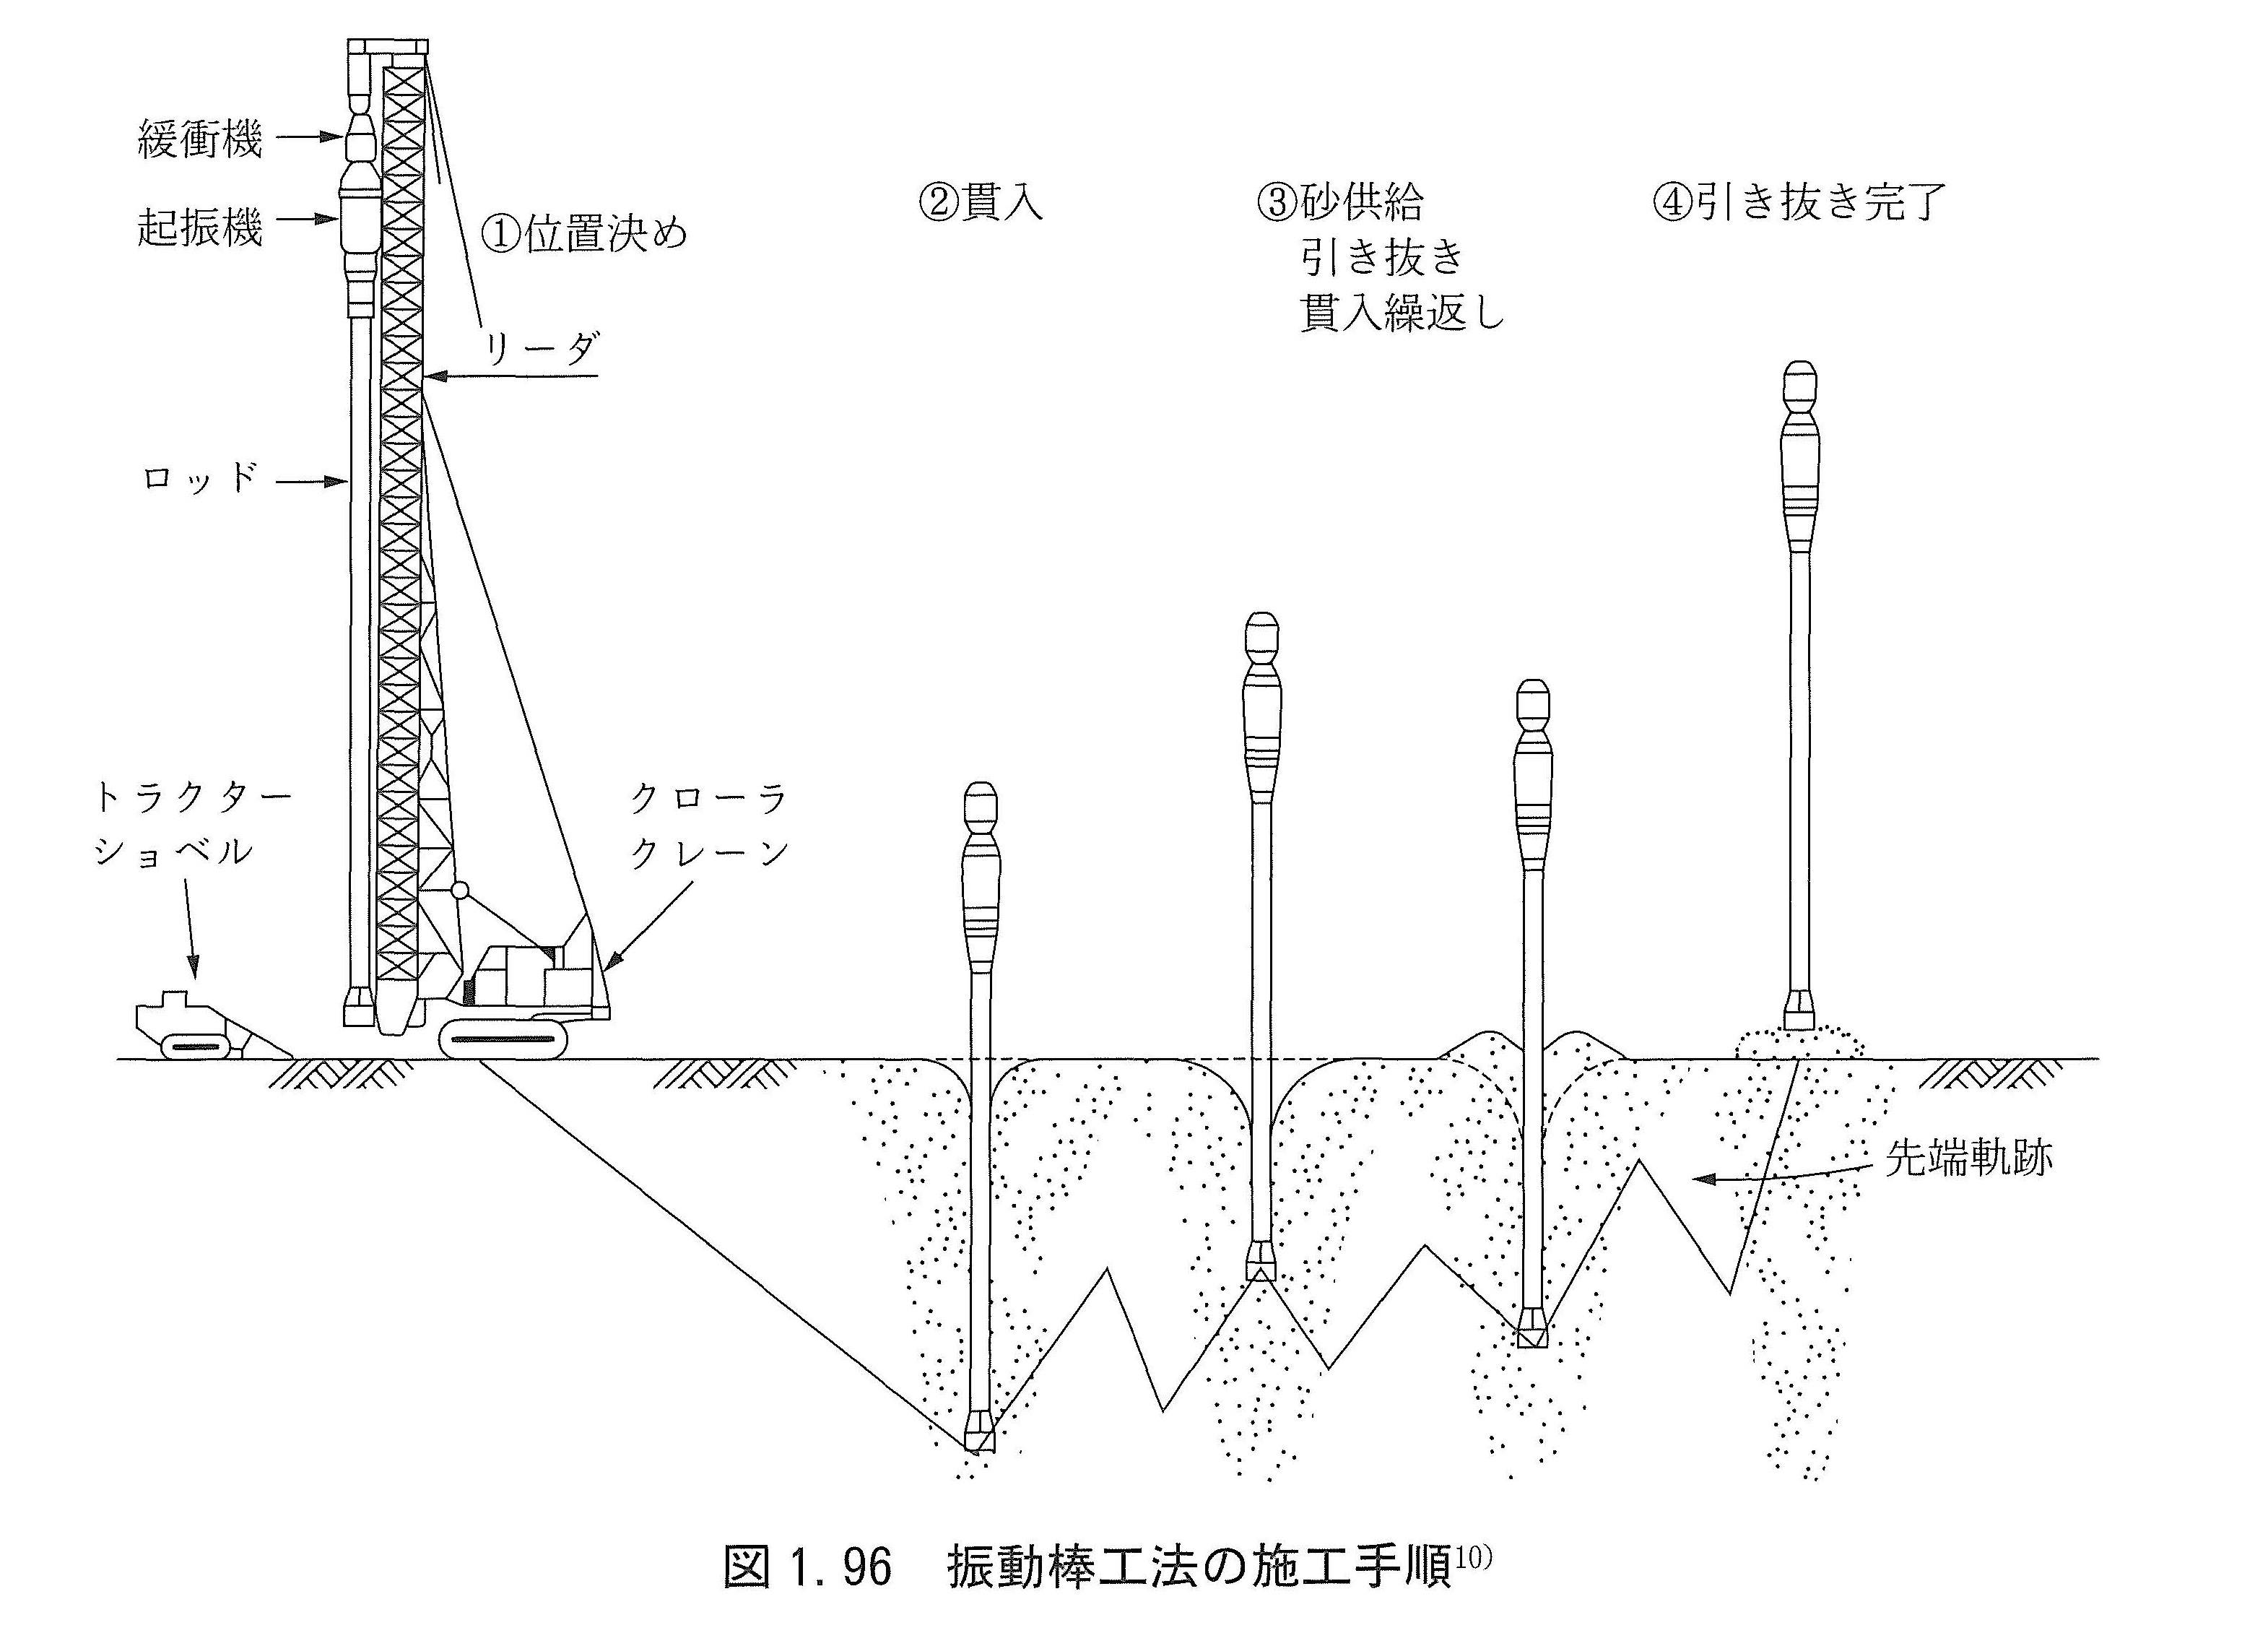 緩衝機
起振機
①位置決め
リーダ
ロッド
トラクター
ショベル
クローラ
クレーン
②貫入
③砂供給
引き抜き
貫入繰返し
④引き抜き完了
先端軌跡
図1.96 振動棒工法の施工手順10)